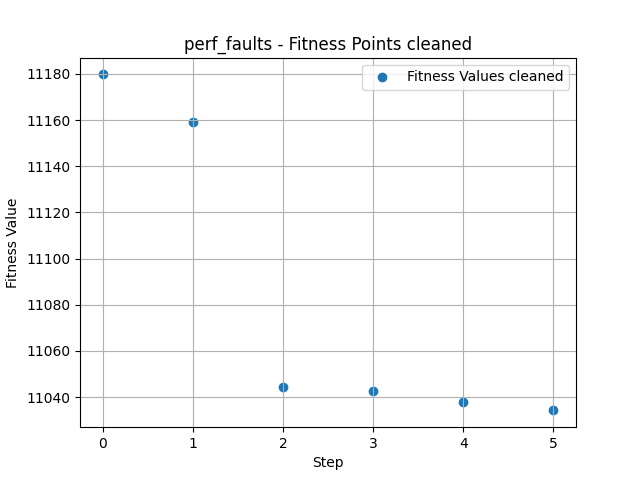 perf_faults - Fitness Points cleaned
Fitness Values cleaned
11180
11160
11140
11120
11100
11080
11060
11040
Fitness Value
0 1 2 3 4 5
Step